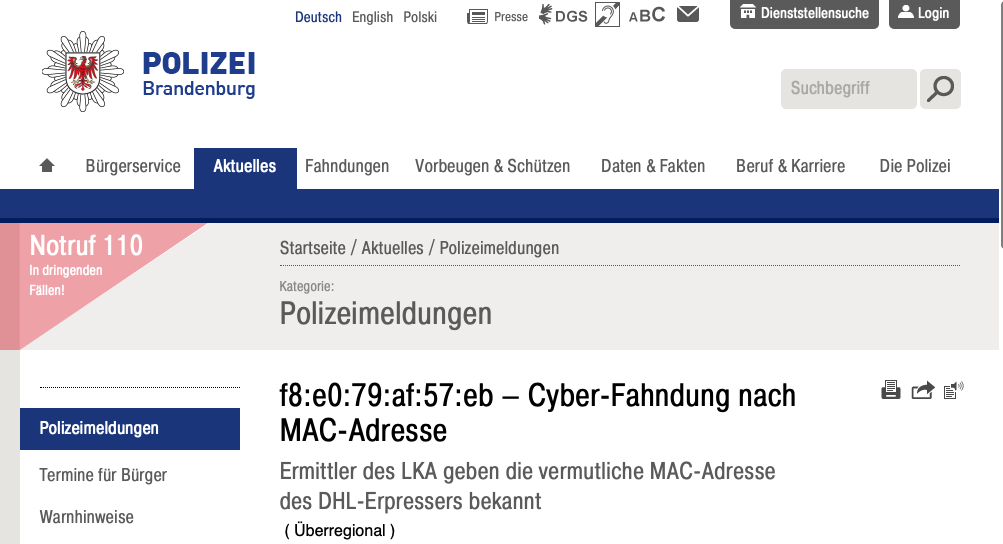 Deutsch English Polski Presse DGS ABC Dienststellensuche Login
POLIZEI
Brandenburg
Suchbegriff
Bürgerservice Aktuelles Fahndungen Vorbeugen & Schützen Daten & Fakten Beruf & Karriere Die Polizei
Notruf 110
In dringenden
Fällen!
Startseite / Aktuelles / Polizeimeldungen
Kategorie:
Polizeimeldungen
f8:e0:79:af:57:eb – Cyber-Fahndung nach
MAC-Adresse
Ermittler des LKA geben die vermutliche MAC-Adresse
des DHL-Erpressers bekannt
( Überregional )
Polizeimeldungen
Termine für Bürger
Warnhinweise